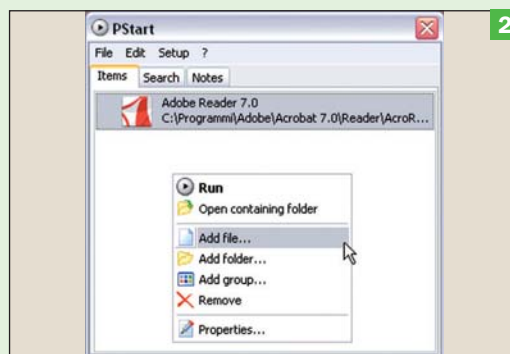 2
PStart
File Edit Setup ?
Items Search Notes
Adobe Reader 7.0
C:\Programmi\Adobe\Acrobat 7.0\Reader\AcroR...
Run
Open containing folder
Add file...
Add folder...
Add group...
Remove
Properties...